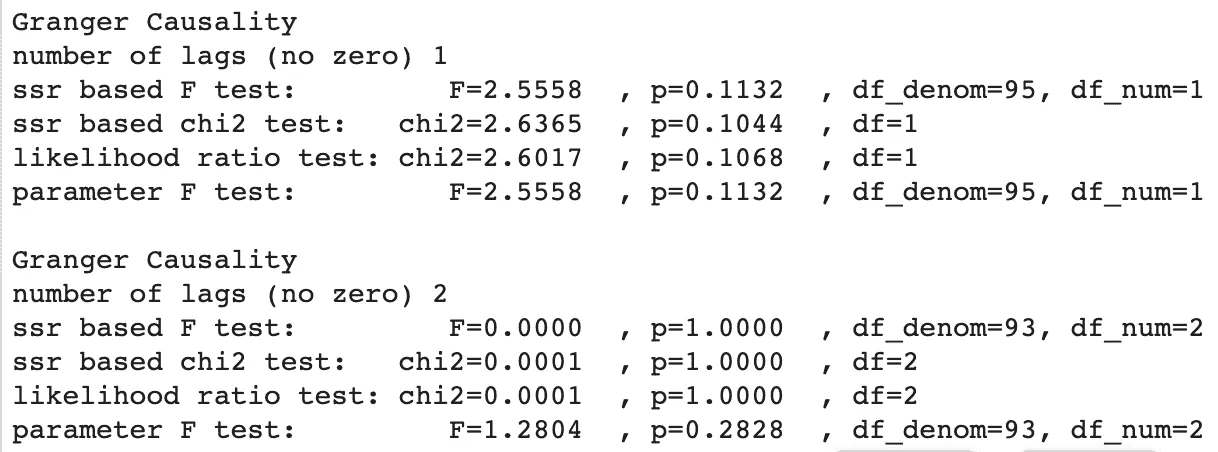 Granger Causality
number of lags (no zero) 1
ssr based F test:         F=2.5558  , p=0.1132  , df_denom=95, df_num=1
ssr based chi2 test:   chi2=2.6365  , p=0.1044  , df=1
likelihood ratio test: chi2=2.6017  , p=0.1068  , df=1
parameter F test:         F=2.5558  , p=0.1132  , df_denom=95, df_num=1

Granger Causality
number of lags (no zero) 2
ssr based F test:         F=0.0000  , p=1.0000  , df_denom=93, df_num=2
ssr based chi2 test:   chi2=0.0001  , p=1.0000  , df=2
likelihood ratio test: chi2=0.0001  , p=1.0000  , df=2
parameter F test:         F=1.2804  , p=0.2828  , df_denom=93, df_num=2